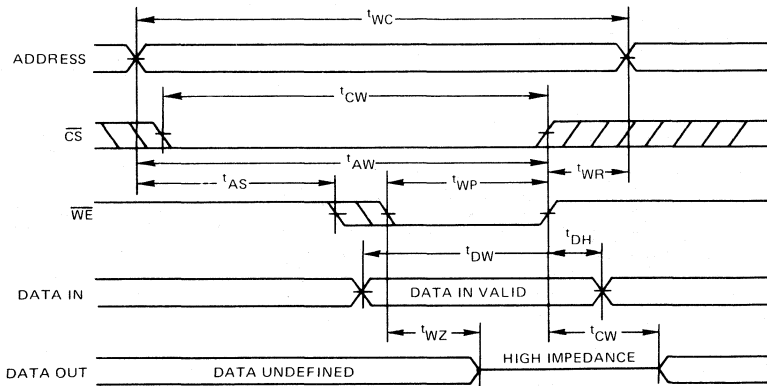 tWC
ADDRESS
tCW
CS
tAW
tAS
tWP
tWR
WE
tDW
tDH
DATA IN
DATA IN VALID
tWZ
tCW
DATA OUT
DATA UNDEFINED
HIGH IMPEDANCE